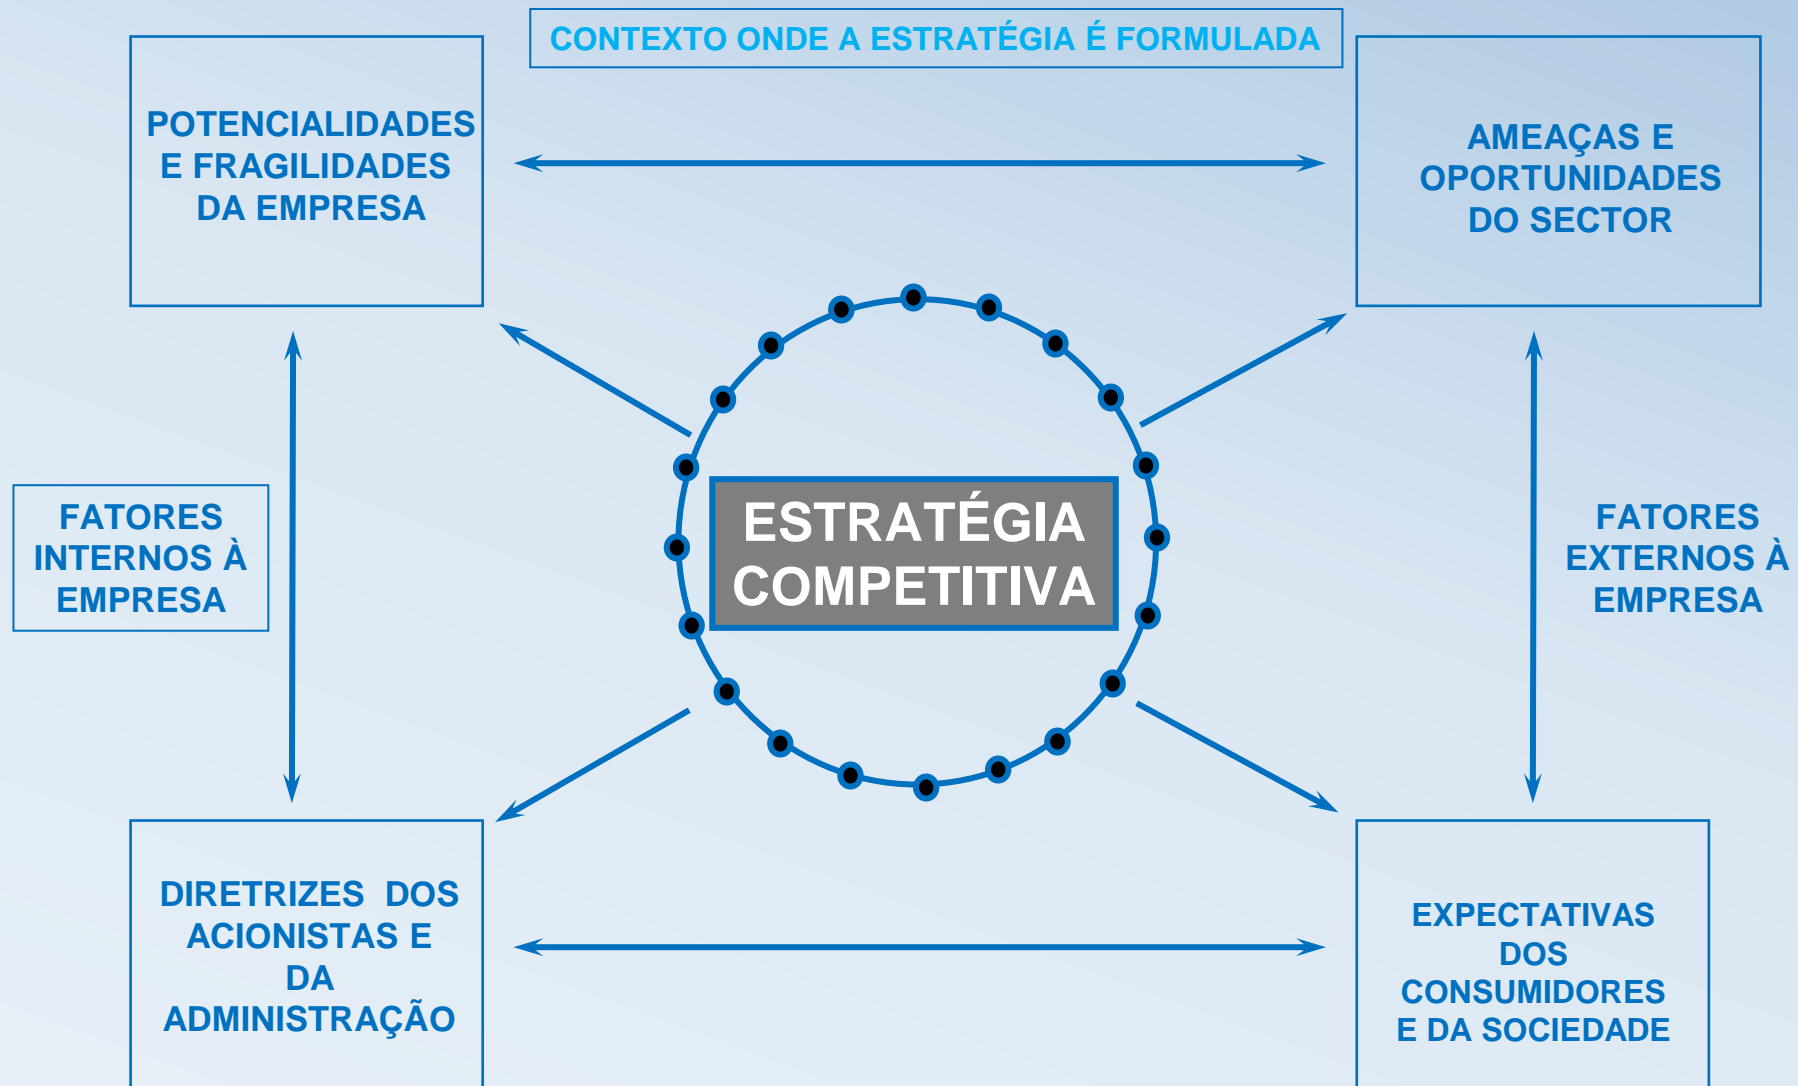 CONTEXTO ONDE A ESTRATÉGIA É FORMULADA
POTENCIALIDADES
E FRAGILIDADES
DA EMPRESA
AMEAÇAS E
OPORTUNIDADES
DO SECTOR
FATORES
INTERNOS À
EMPRESA
ESTRATÉGIA
COMPETITIVA
FATORES
EXTERNOS À
EMPRESA
DIRETRIZES DOS
ACIONISTAS E
DA
ADMINISTRAÇÃO
EXPECTATIVAS
DOS
CONSUMIDORES
E DA SOCIEDADE